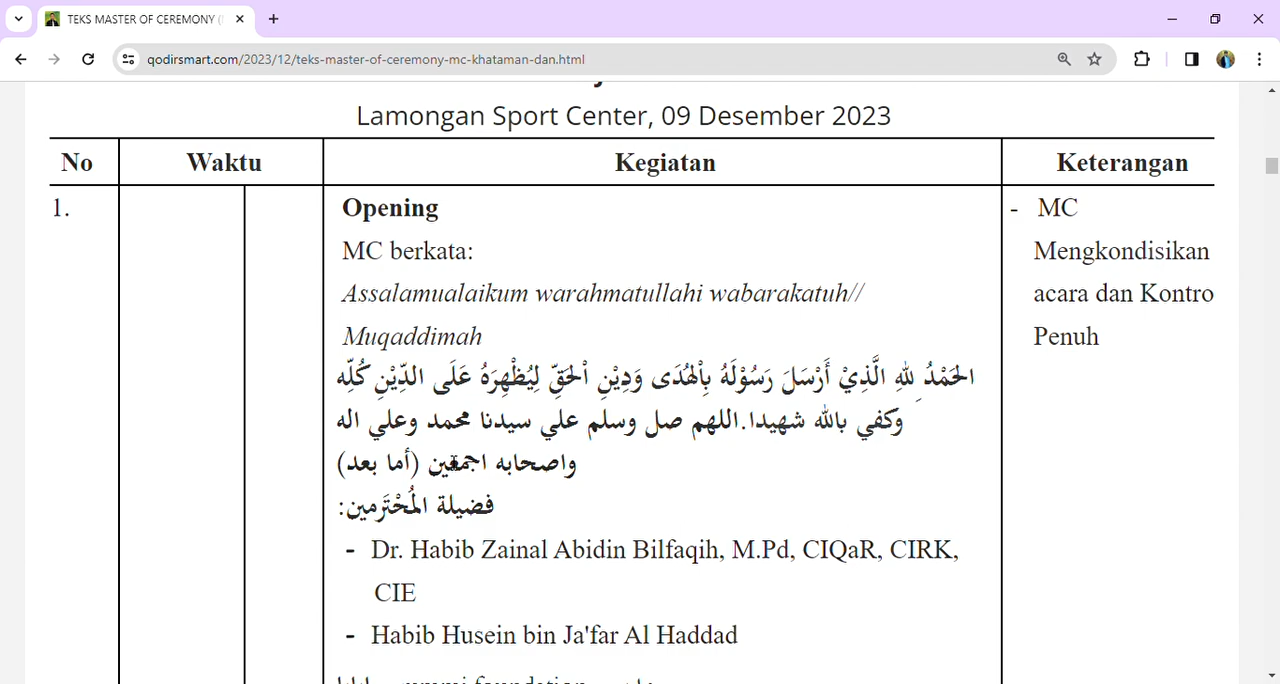 TEKS MASTER OF CEREMONY (
qodirsmart.com/2023/12/teks-master-of-ceremony-mc-khataman-dan.html
Lamongan Sport Center, 09 Desember 2023
No Waktu Kegiatan Keterangan
1.
Opening
MC berkata:
Assalamualaikum warahmatullahi wabarakatuh//
Muqaddimah
الحَمْدُ لِلهِ الَّذِيْ أَرْسَلَ رَسُوْلَهُ بِاْلهُدَى وَدِيْنِ اْلحَقِّ لِيُظْهِرَهُ عَلَى الدِّيْنِ كُلِّه
وكفي بالله شهيدا.اللهم صل وسلم علي سيدنا محمد وعلي اله
واصحابه اجمعين (أما بعد)
فضيلة المُحْتَرَمين:
- Dr. Habib Zainal Abidin Bilfaqih, M.Pd, CIQaR, CIRK,
CIE
- Habib Husein bin Ja'far Al Haddad
- MC
Mengkondisikan
acara dan Kontro
Penuh